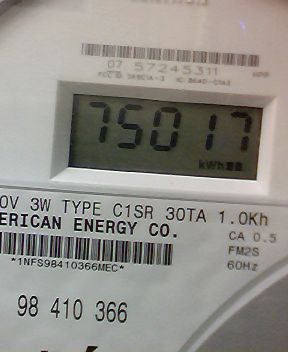 07 57245311
75017
kWh
0V 3W TYPE C1SR 30TA 1.0Kh
ERICAN ENERGY CO.
CA 0.5
FM2S
60Hz
*1NFS98410366MEC*
98 410 366